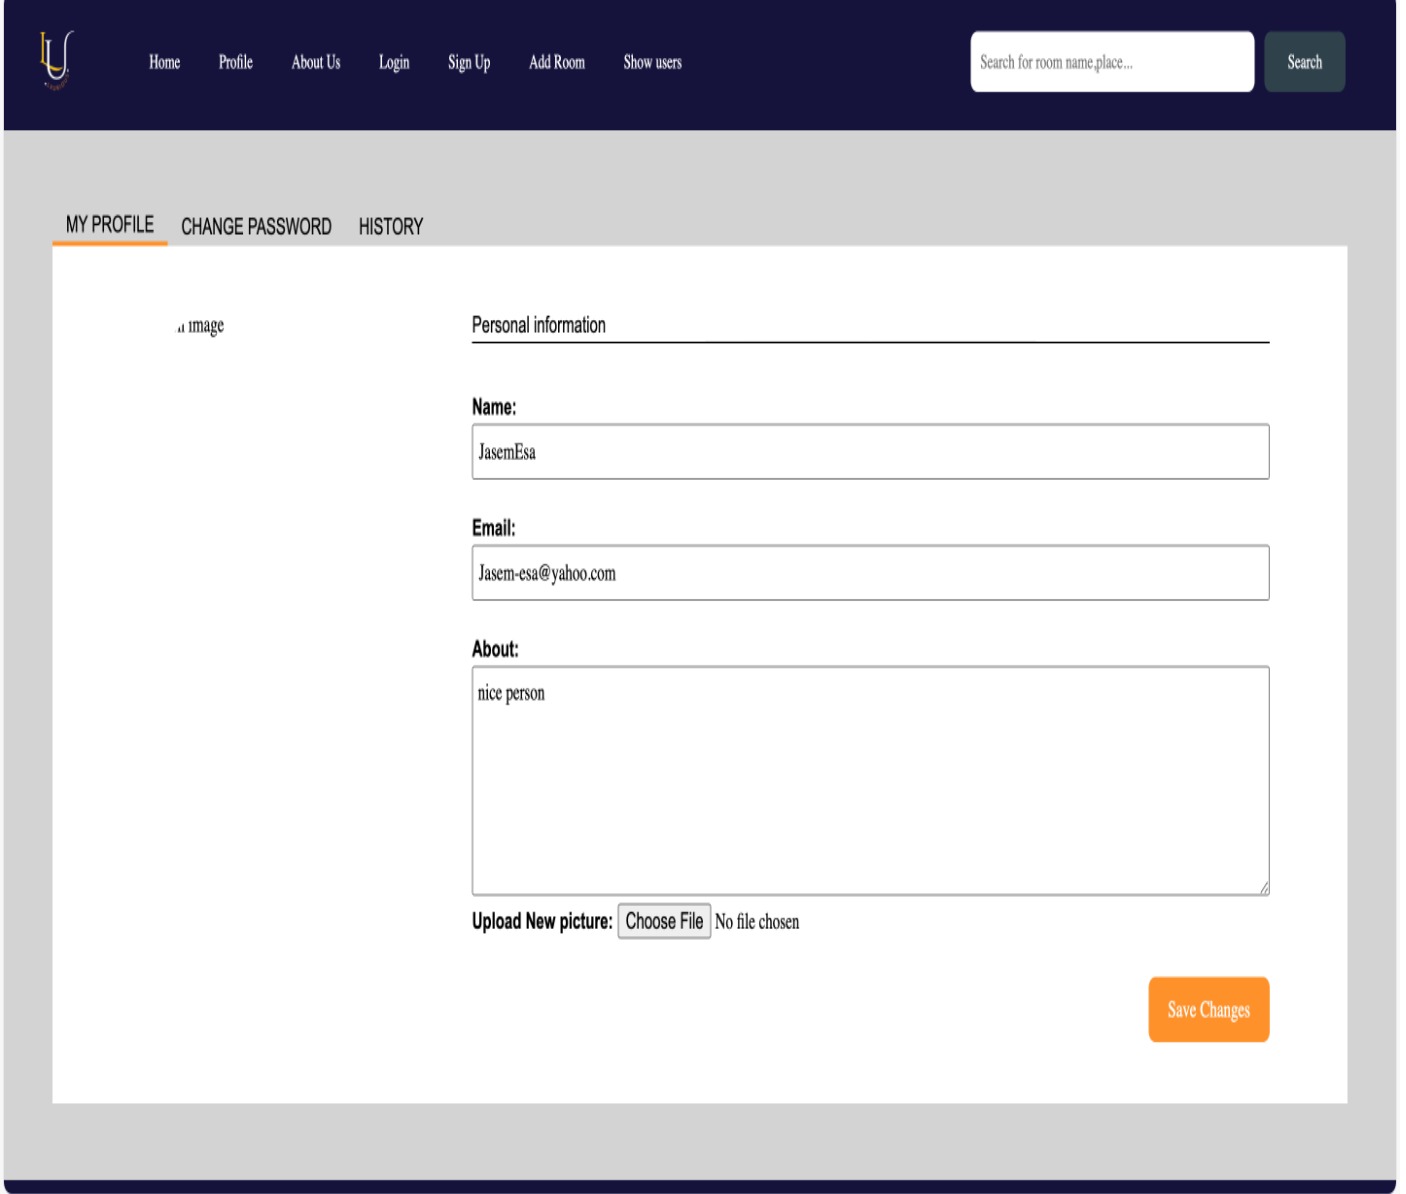 LU
Home Profile About Us Login Sign Up Add Room Show users Search for room name,place... Search
MY PROFILE CHANGE PASSWORD HISTORY
image
Personal information
Name:
JasemEsa
Email:
Jasem-esa@yahoo.com
About:
nice person
Upload New picture: Choose File No file chosen
Save Changes